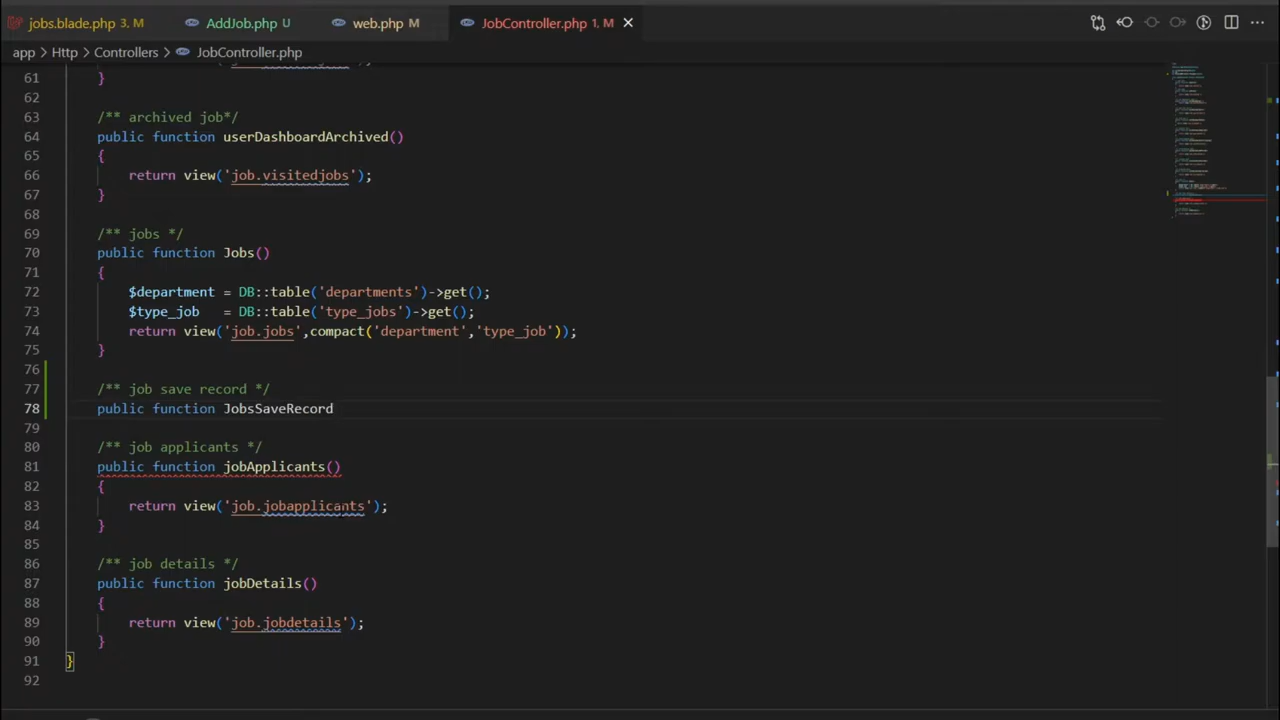 jobs.blade.php 3, M AddJob.php U web.php M JobController.php 1, M
app > Http > Controllers > JobController.php
61 }
62
63 /** archived job*/
64 public function userDashboardArchived()
65 {
66 return view('job.visitedjobs');
67 }
68
69 /** jobs */
70 public function Jobs()
71 {
72 $department = DB::table('departments')->get();
73 $type_job = DB::table('type_jobs')->get();
74 return view('job.jobs',compact('department','type_job'));
75 }
76
77 /** job save record */
78 public function JobsSaveRecord
79
80 /** job applicants */
81 public function jobApplicants()
82 {
83 return view('job.jobapplicants');
84 }
85
86 /** job details */
87 public function jobDetails()
88 {
89 return view('job.jobdetails');
90 }
91 }
92